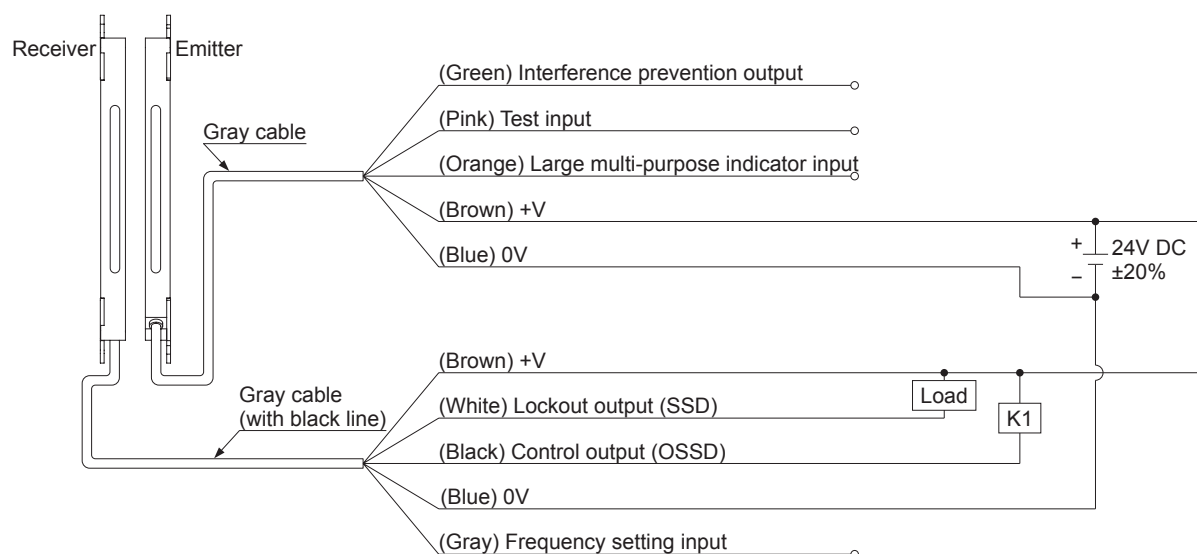 Receiver
Emitter
(Green) Interference prevention output
(Pink) Test input
Gray cable
(Orange) Large multi-purpose indicator input
(Brown) +V
(Blue) 0V
+
24V DC
−
±20%
(Brown) +V
Gray cable
(with black line)
(White) Lockout output (SSD)
Load
K1
(Black) Control output (OSSD)
(Blue) 0V
(Gray) Frequency setting input